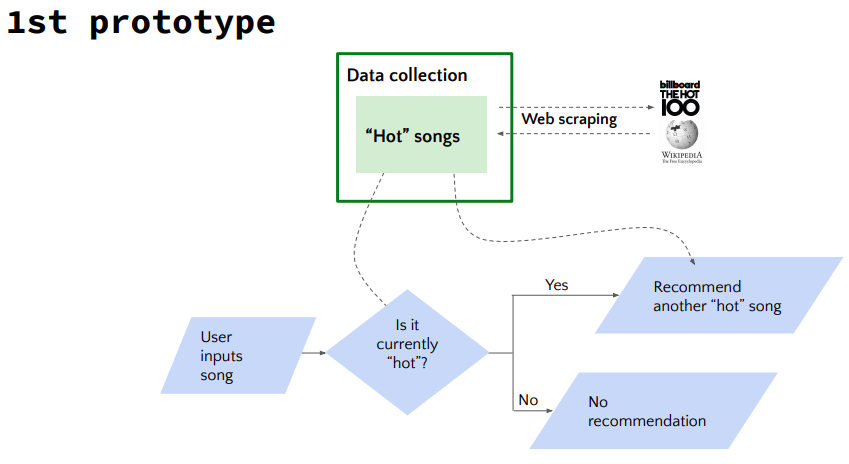 1st prototype
Data collection
“Hot” songs
Web scraping
billboard
THE HOT
100
WIKIPEDIA
The Free Encyclopedia
User
inputs
song
Is it
currently
“hot”?
Yes
Recommend
another “hot” song
No
No
recommendation